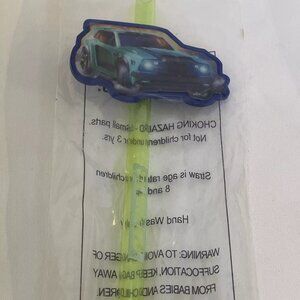 CHOKING HAZARD - Small parts.
Not for children under 3 yrs.
Straw is age rated children
8 and
Hand Wash Only
WARNING: TO AVOID DANGER OF
SUFFOCATION, KEEP BAG AWAY
FROM BABIES AND CHILDREN.